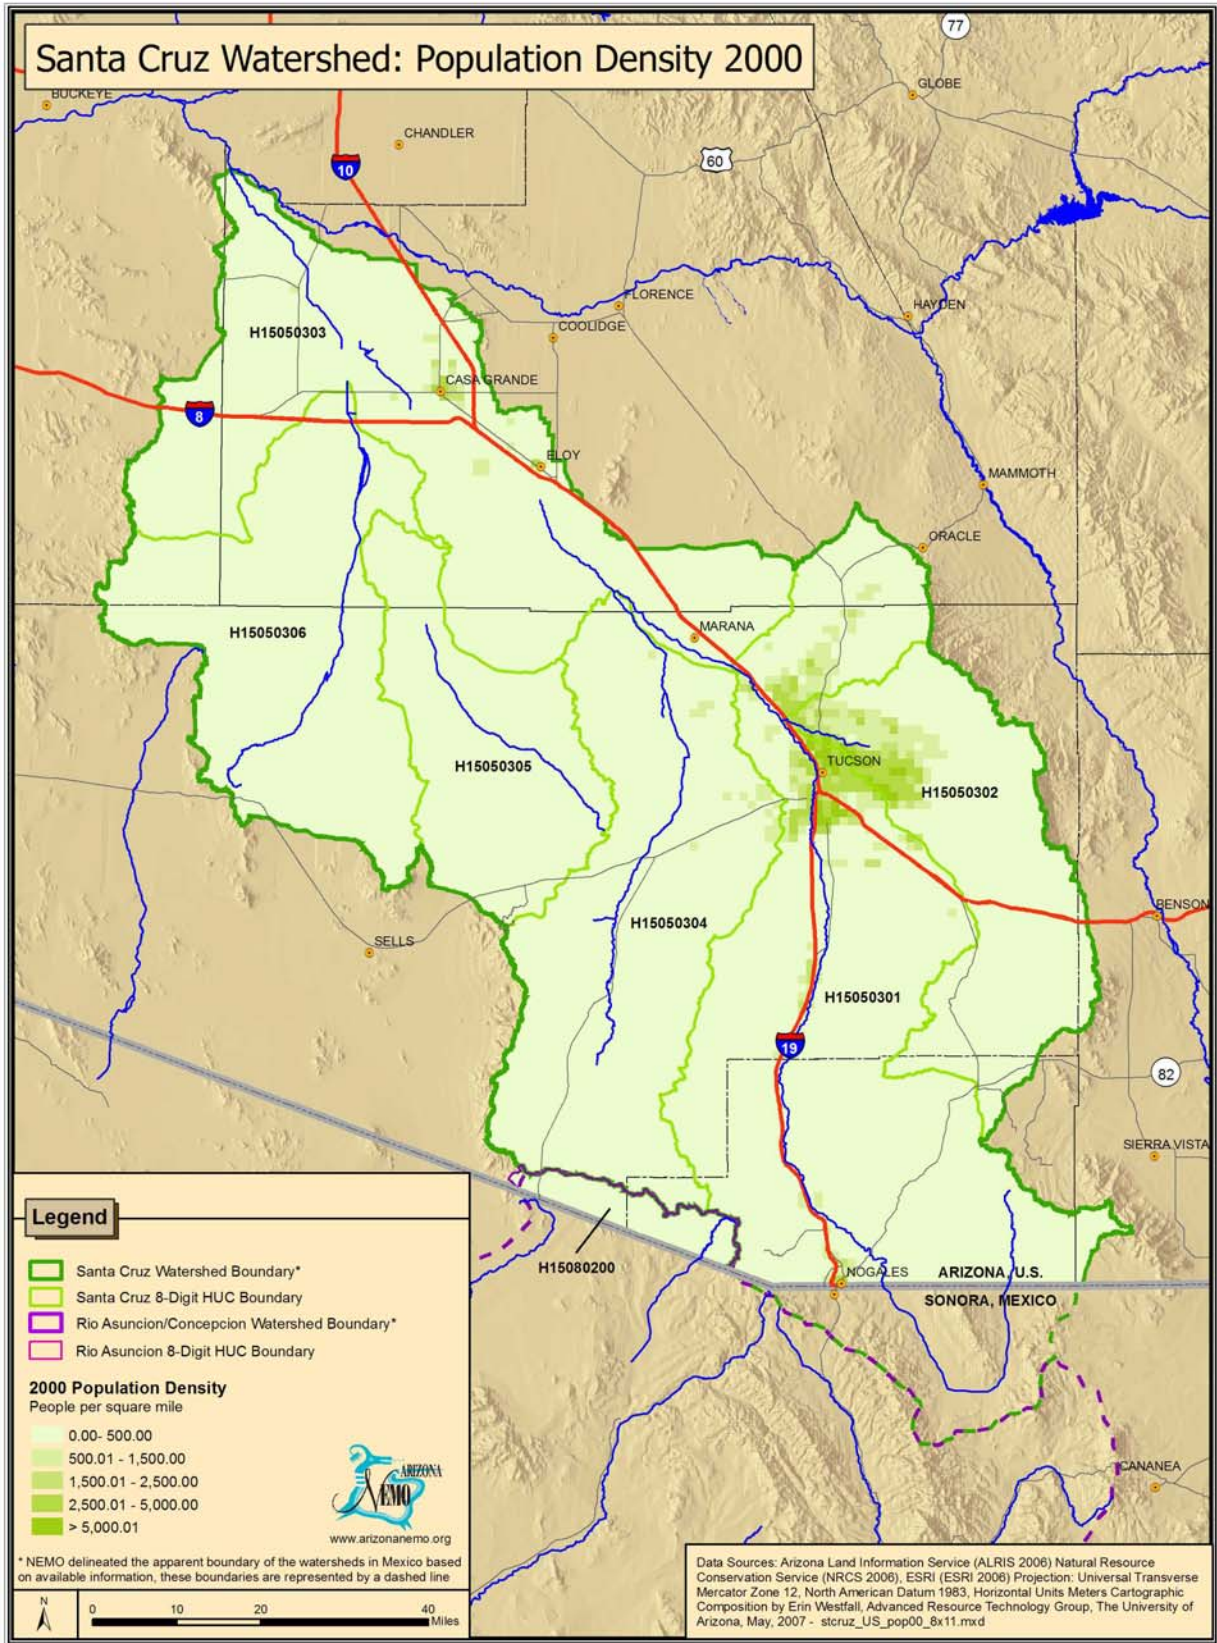 Santa Cruz Watershed: Population Density 2000
77
GLOBE
BUCKEYE
CHANDLER
10
60
FLORENCE
HAYDEN
COOLIDGE
H15050303
CASA GRANDE
8
ELOY
MAMMOTH
ORACLE
MARANA
H15050306
H15050305
TUCSON
H15050302
BENSON
H15050304
SELLS
H15050301
19
82
SIERRA VISTA
H15080200
NOGALES
ARIZONA, U.S.
SONORA, MEXICO
CANANEA
Legend
Santa Cruz Watershed Boundary*
Santa Cruz 8-Digit HUC Boundary
Rio Asuncion/Concepcion Watershed Boundary*
Rio Asuncion 8-Digit HUC Boundary
2000 Population Density
People per square mile
0.00- 500.00
500.01 - 1,500.00
1,500.01 - 2,500.00
2,500.01 - 5,000.00
> 5,000.01
ARIZONA
NEMO
www.arizonanemo.org
* NEMO delineated the apparent boundary of the watersheds in Mexico based
on available information, these boundaries are represented by a dashed line
N
0 10 20 40
Miles
Data Sources: Arizona Land Information Service (ALRIS 2006) Natural Resource
Conservation Service (NRCS 2006), ESRI (ESRI 2006) Projection: Universal Transverse
Mercator Zone 12, North American Datum 1983, Horizontal Units Meters Cartographic
Composition by Erin Westfall, Advanced Resource Technology Group, The University of
Arizona, May, 2007 - stcruz_US_pop00_8x11.mxd